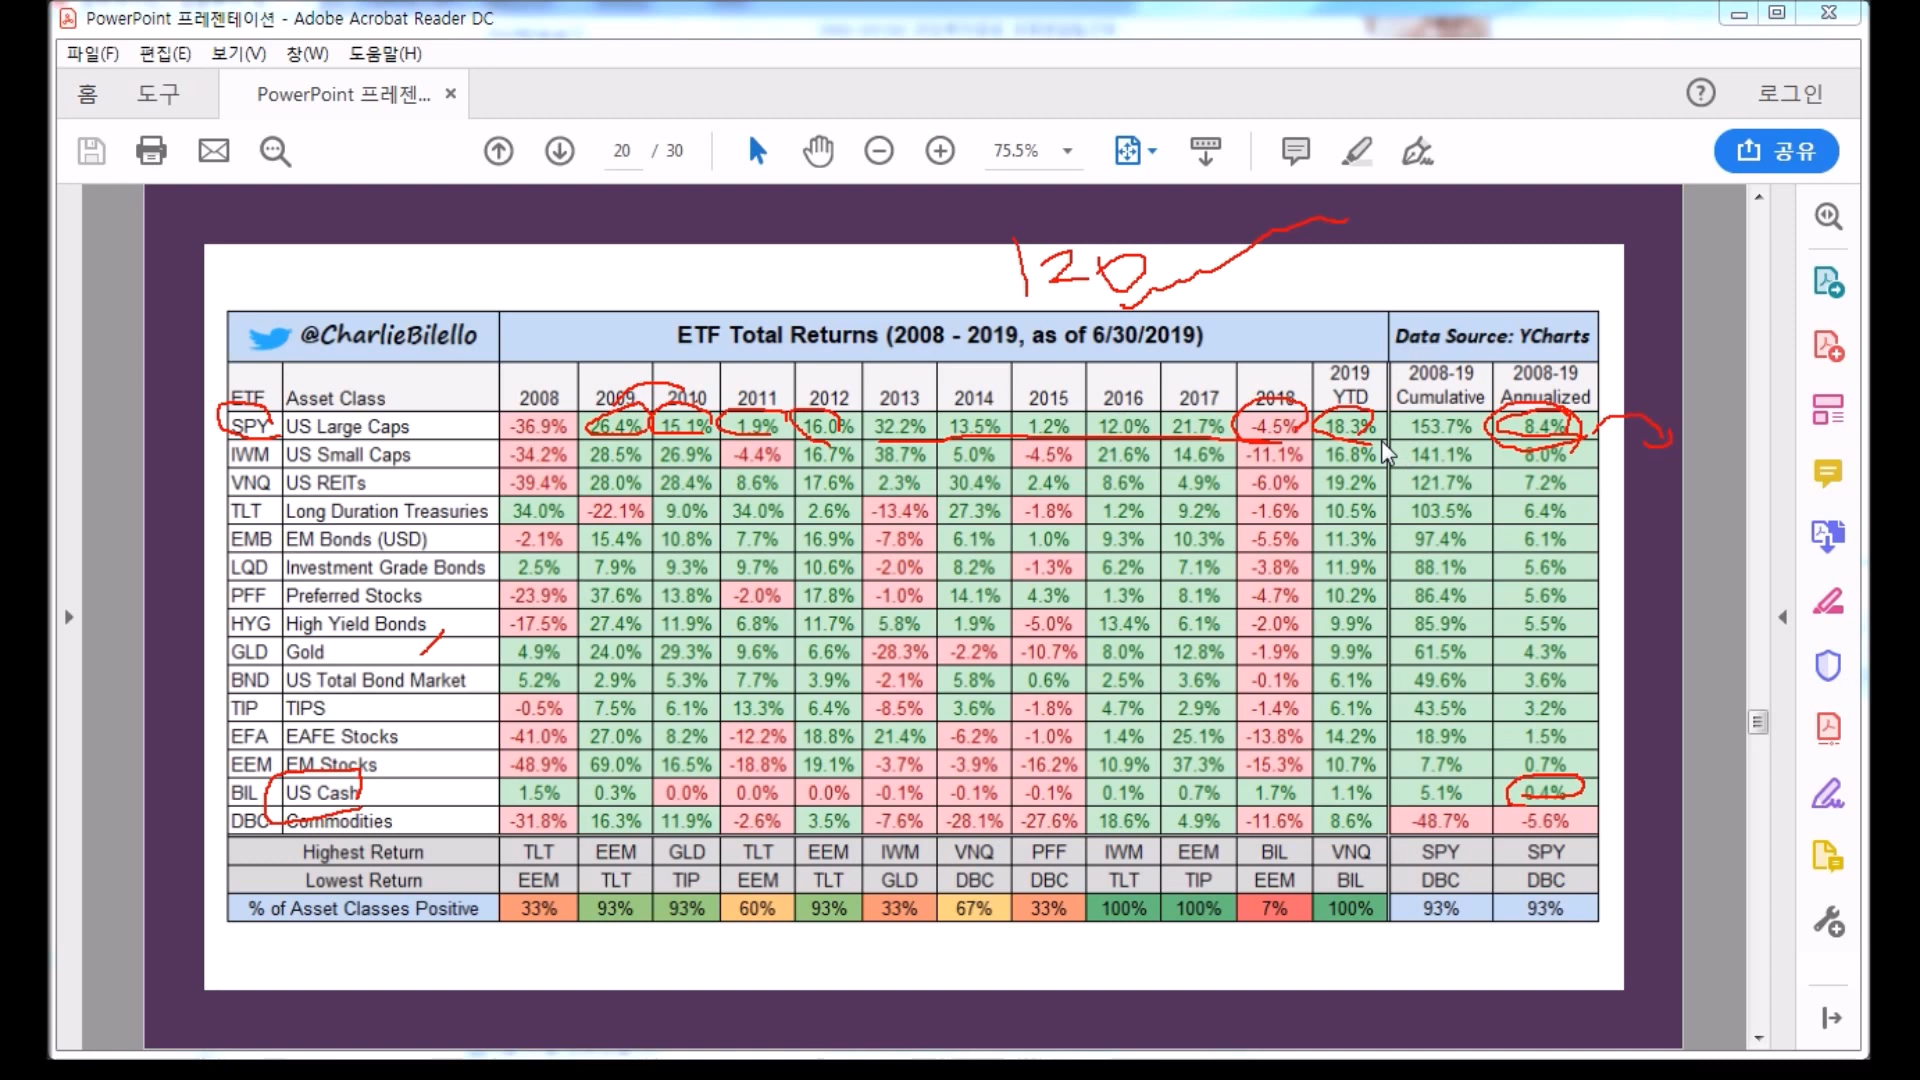 PowerPoint 프레젠테이션 - Adobe Acrobat Reader DC
파일(F) 편집(E) 보기(V) 창(W) 도움말(H)
홈 도구 PowerPoint 프레젠... × ? 로그인
20 / 30 75.5% 공유
120
@CharlieBilello ETF Total Returns (2008 - 2019, as of 6/30/2019) Data Source: YCharts
ETF Asset Class 2008 2009 2010 2011 2012 2013 2014 2015 2016 2017 2018 2019 YTD 2008-19 Cumulative 2008-19 Annualized
SPY US Large Caps -36.9% 26.4% 15.1% 1.9% 16.0% 32.2% 13.5% 1.2% 12.0% 21.7% -4.5% 18.3% 153.7% 8.4%
IWM US Small Caps -34.2% 28.5% 26.9% -4.4% 16.7% 38.7% 5.0% -4.5% 21.6% 14.6% -11.1% 16.8% 141.1% 8.0%
VNQ US REITs -39.4% 28.0% 28.4% 8.6% 17.6% 2.3% 30.4% 2.4% 8.6% 4.9% -6.0% 19.2% 121.7% 7.2%
TLT Long Duration Treasuries 34.0% -22.1% 9.0% 34.0% 2.6% -13.4% 27.3% -1.8% 1.2% 9.2% -1.6% 10.5% 103.5% 6.4%
EMB EM Bonds (USD) -2.1% 15.4% 10.8% 7.7% 16.9% -7.8% 6.1% 1.0% 9.3% 10.3% -5.5% 11.3% 97.4% 6.1%
LQD Investment Grade Bonds 2.5% 7.9% 9.3% 9.7% 10.6% -2.0% 8.2% -1.3% 6.2% 7.1% -3.8% 11.9% 88.1% 5.6%
PFF Preferred Stocks -23.9% 37.6% 13.8% -2.0% 17.8% -1.0% 14.1% 4.3% 1.3% 8.1% -4.7% 10.2% 86.4% 5.6%
HYG High Yield Bonds -17.5% 27.4% 11.9% 6.8% 11.7% 5.8% 1.9% -5.0% 13.4% 6.1% -2.0% 9.9% 85.9% 5.5%
GLD Gold 4.9% 24.0% 29.3% 9.6% 6.6% -28.3% -2.2% -10.7% 8.0% 12.8% -1.9% 9.9% 61.5% 4.3%
BND US Total Bond Market 5.2% 2.9% 5.3% 7.7% 3.9% -2.1% 5.8% 0.6% 2.5% 3.6% -0.1% 6.1% 49.6% 3.6%
TIP TIPS -0.5% 7.5% 6.1% 13.3% 6.4% -8.5% 3.6% -1.8% 4.7% 2.9% -1.4% 6.1% 43.5% 3.2%
EFA EAFE Stocks -41.0% 27.0% 8.2% -12.2% 18.8% 21.4% -6.2% -1.0% 1.4% 25.1% -13.8% 14.2% 18.9% 1.5%
EEM EM Stocks -48.9% 69.0% 16.5% -18.8% 19.1% -3.7% -3.9% -16.2% 10.9% 37.3% -15.3% 10.7% 7.7% 0.7%
BIL US Cash 1.5% 0.3% 0.0% 0.0% 0.0% -0.1% -0.1% -0.1% 0.1% 0.7% 1.7% 1.1% 5.1% 0.4%
DBC Commodities -31.8% 16.3% 11.9% -2.6% 3.5% -7.6% -28.1% -27.6% 18.6% 4.9% -11.6% 8.6% -48.7% -5.6%
Highest Return TLT EEM GLD TLT EEM IWM VNQ PFF IWM EEM BIL VNQ SPY SPY
Lowest Return EEM TLT TIP EEM TLT GLD DBC DBC TLT TIP EEM BIL DBC DBC
% of Asset Classes Positive 33% 93% 93% 60% 93% 33% 67% 33% 100% 100% 7% 100% 93% 93%